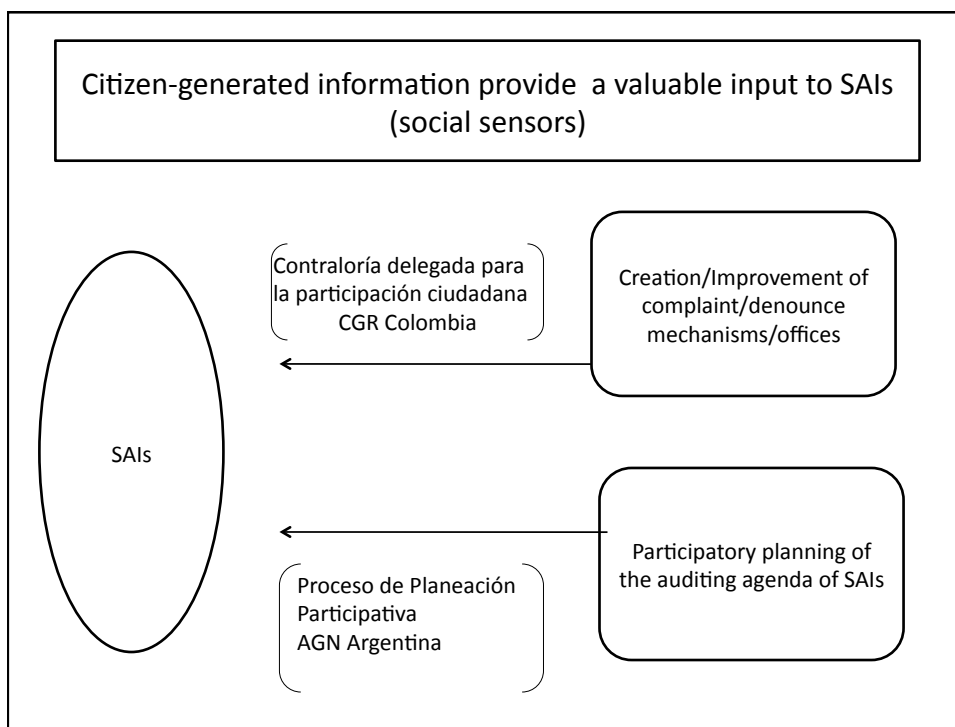 Citizen-generated information provide a valuable input to SAIs
(social sensors)
Contraloría delegada para
la participación ciudadana
CGR Colombia
Creation/Improvement of
complaint/denounce
mechanisms/offices
SAIs
Participatory planning of
the auditing agenda of SAIs
Proceso de Planeación
Participativa
AGN Argentina